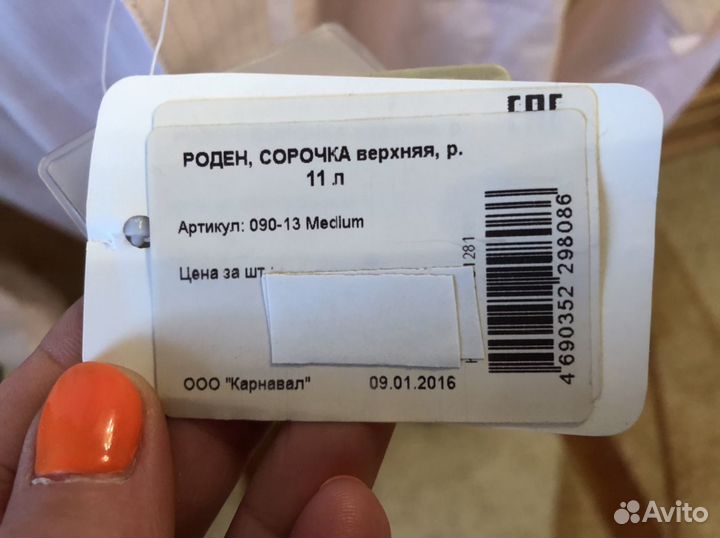 РОДЕН, СОРОЧКА верхняя, р.
11 л
Артикул: 090-13 Medium
Цена за шт.:
281
4 690352 298086
ООО "Карнавал" 09.01.2016
Avito